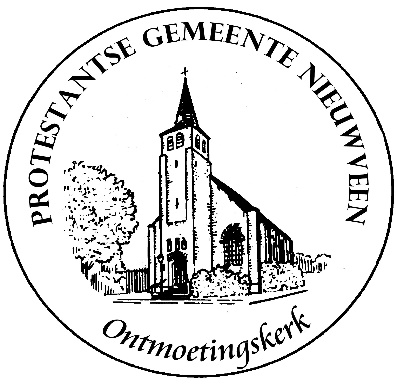 PROTESTANTSE GEMEENTE NIEUWVEEN
Ontmoetingskerk